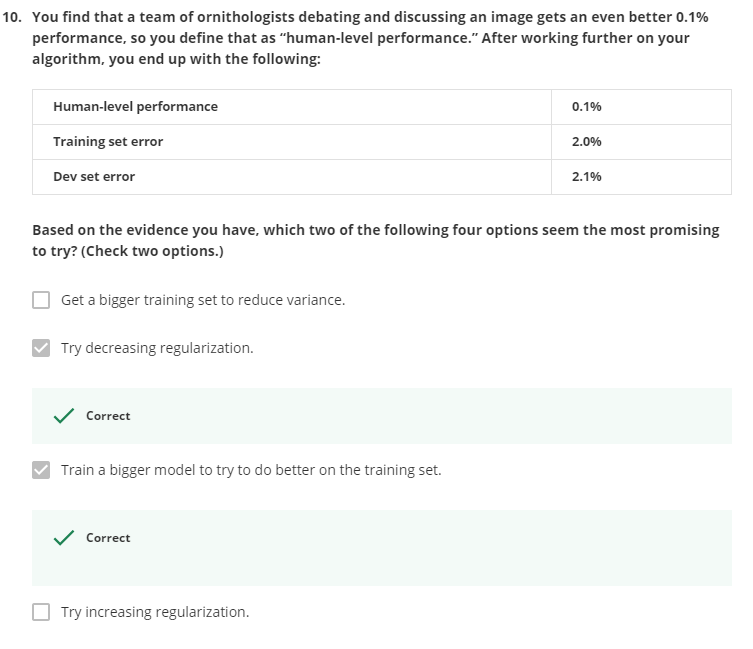 10. You find that a team of ornithologists debating and discussing an image gets an even better 0.1%
performance, so you define that as “human-level performance.” After working further on your
algorithm, you end up with the following:
Human-level performance 0.1%
Training set error 2.0%
Dev set error 2.1%
Based on the evidence you have, which two of the following four options seem the most promising
to try? (Check two options.)
Get a bigger training set to reduce variance.
Try decreasing regularization.
Correct
Train a bigger model to try to do better on the training set.
Correct
Try increasing regularization.